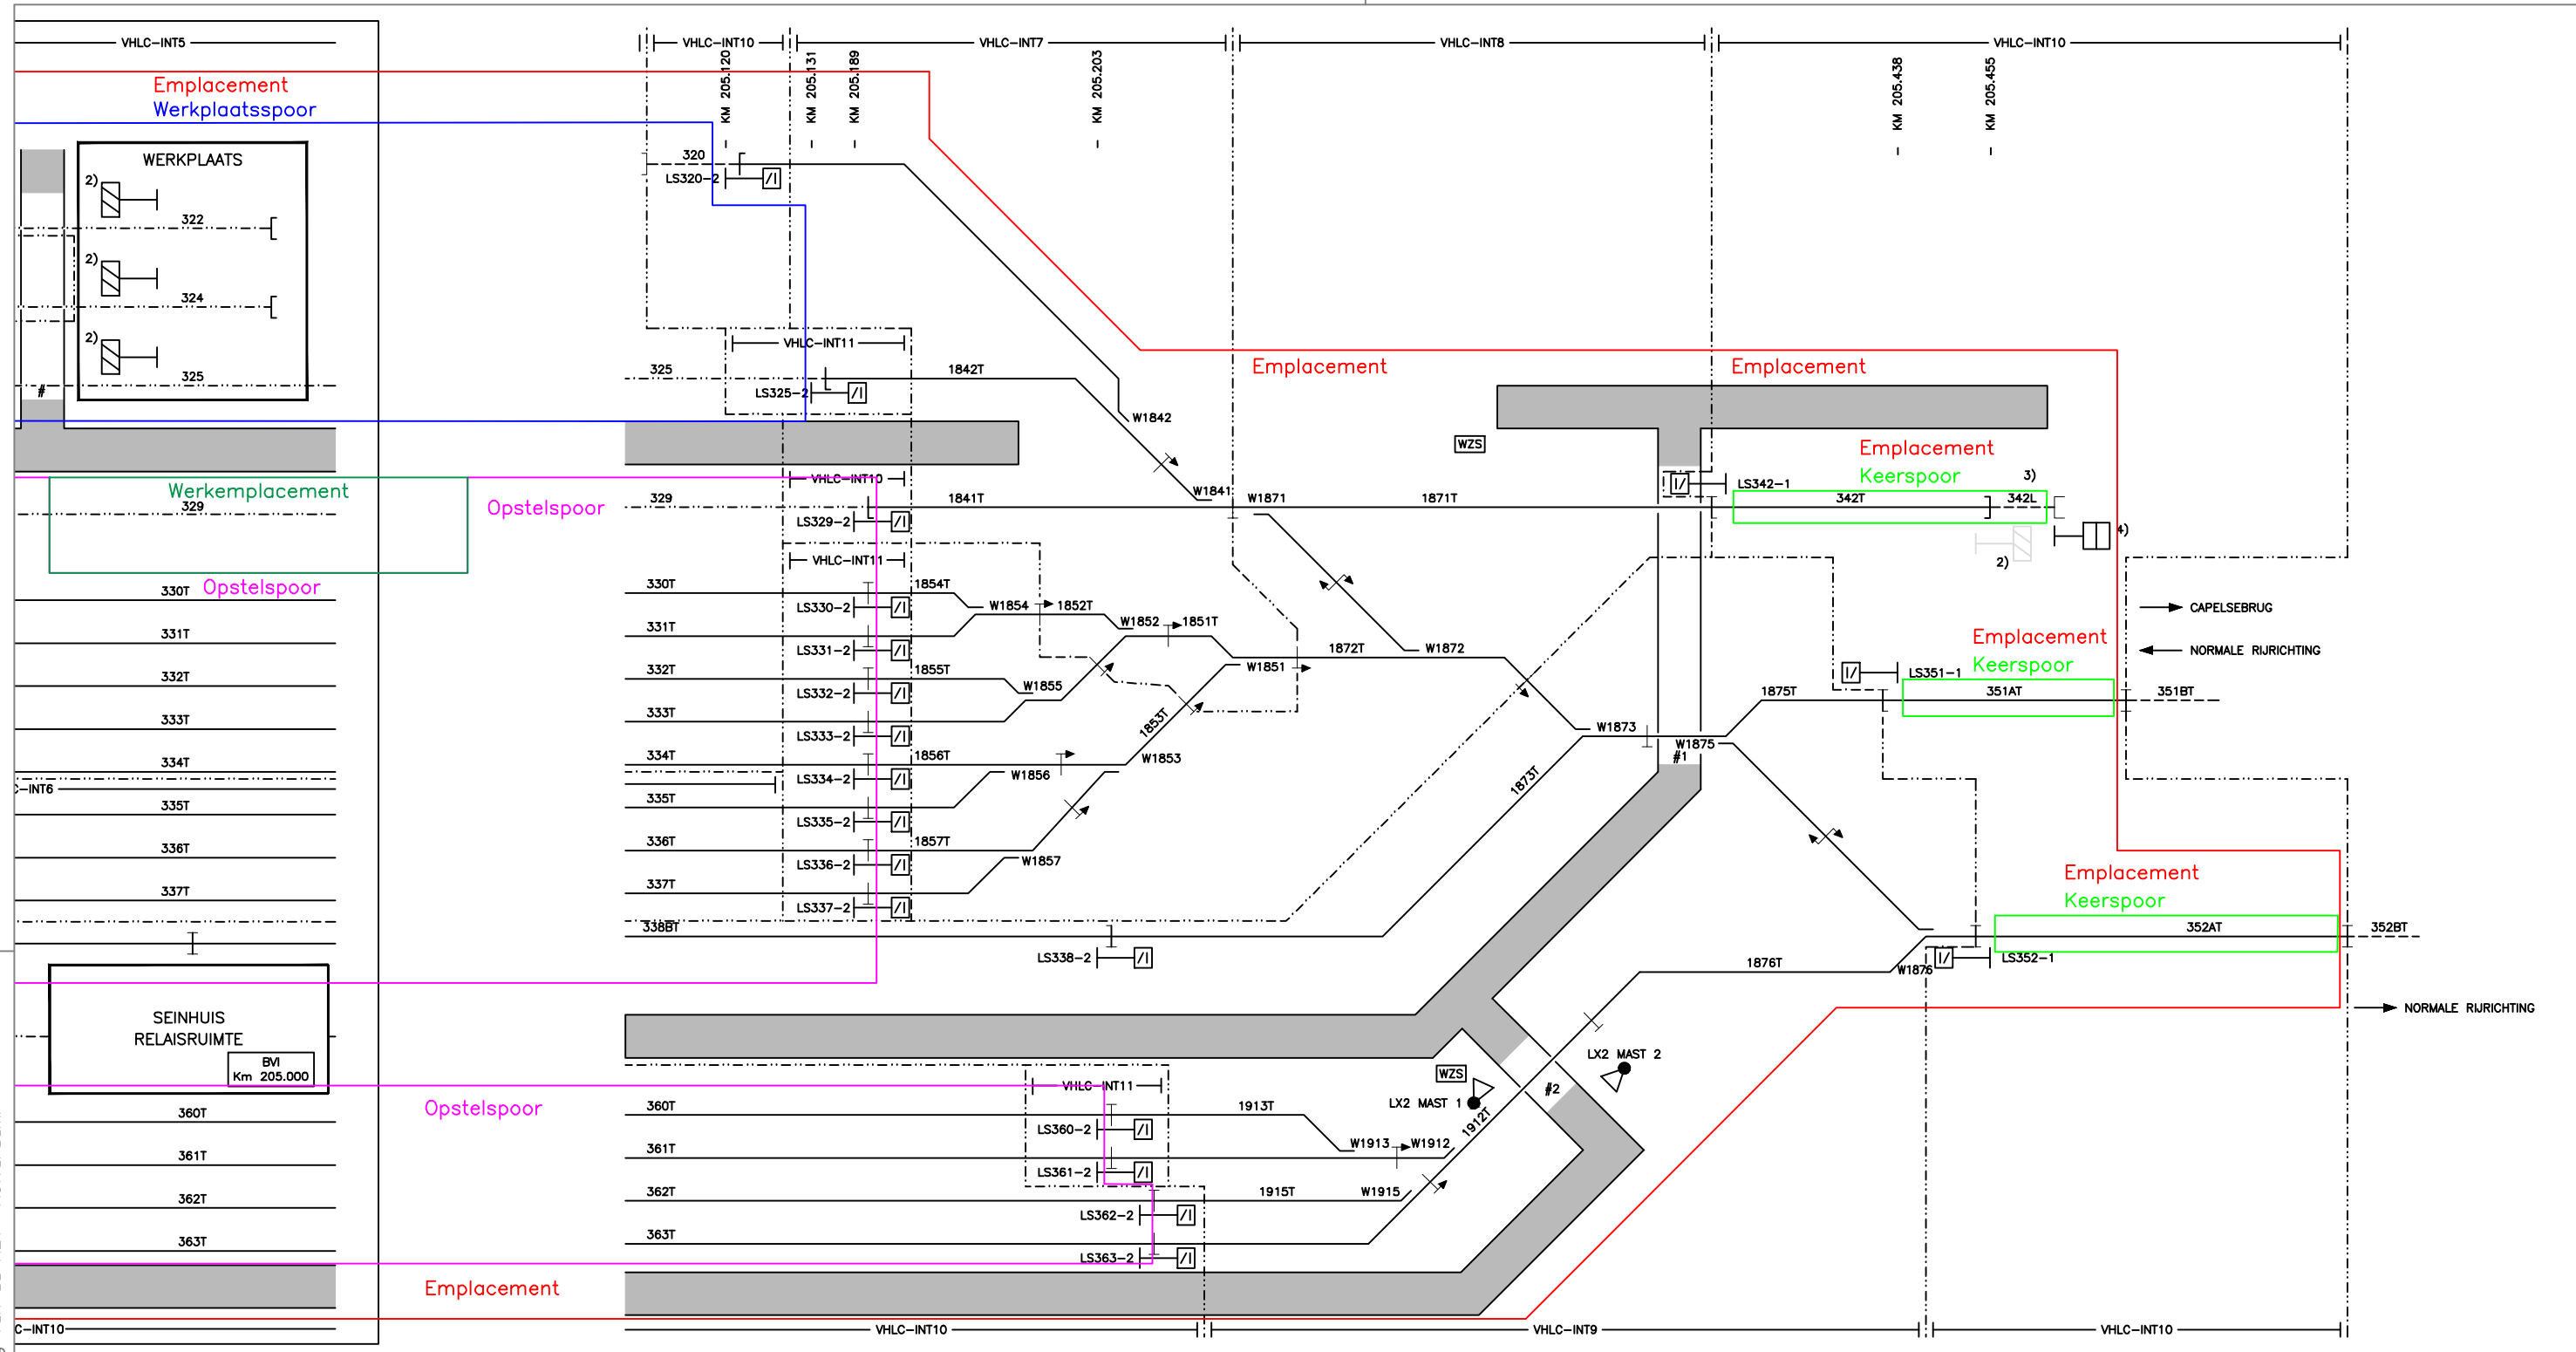 VHLC-INT5
VHLC-INT10
VHLC-INT7
VHLC-INT8
VHLC-INT10
KM 205.120
KM 205.131
KM 205.189
KM 205.203
KM 205.438
KM 205.455
Emplacement
Werkplaatsspoor
WERKPLAATS
2)
322
2)
324
2)
325
#
320
LS320-2
VHLC-INT11
325
1842T
LS325-2
W1842
Emplacement
Emplacement
WZS
Emplacement
Keerspoor
3)
Werkemplacement
329
Opstelspoor
VHLC-INT10
329
1841T
LS329-2
W1841
W1871
1871T
LS342-1
342T
342L
4)
2)
VHLC-INT11
Opstelspoor
330T
331T
332T
333T
334T
C-INT6
335T
336T
337T
330T
1854T
LS330-2
W1854
1852T
W1852
1851T
331T
LS331-2
332T
1855T
LS332-2
W1855
W1851
1872T
W1872
333T
LS333-2
1853T
334T
1856T
LS334-2
W1856
W1853
335T
LS335-2
336T
1857T
LS336-2
W1857
337T
LS337-2
338BT
LS338-2
1873T
W1873
W1875
#1
1875T
LS351-1
Emplacement
Keerspoor
351AT
351BT
CAPELSEBRUG
NORMALE RIJRICHTING
Emplacement
Keerspoor
352AT
352BT
LS352-1
1876T
W1876
NORMALE RIJRICHTING
SEINHUIS
RELAISRUIMTE
BVI
Km 205.000
Opstelspoor
360T
361T
362T
363T
VHLC-INT11
360T
1913T
LS360-2
361T
W1913
W1912
LS361-2
362T
1915T
W1915
LS362-2
363T
LS363-2
WZS
LX2 MAST 1
1912T
#2
LX2 MAST 2
Emplacement
C-INT10
VHLC-INT10
VHLC-INT9
VHLC-INT10